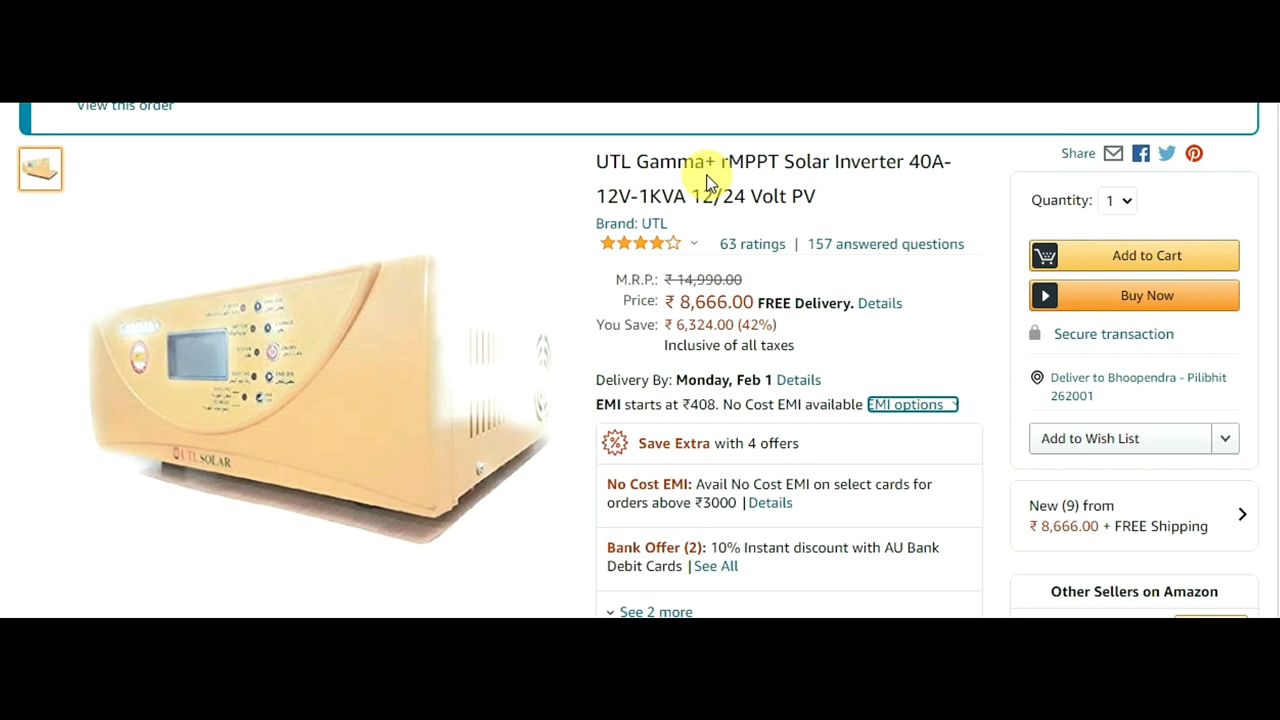 View this order
UTL Gamma+ rMPPT Solar Inverter 40A-
12V-1KVA 12/24 Volt PV
Brand: UTL
63 ratings | 157 answered questions
M.R.P.: ₹ 14,990.00
Price: ₹ 8,666.00 FREE Delivery. Details
You Save: ₹ 6,324.00 (42%)
Inclusive of all taxes
Delivery By: Monday, Feb 1 Details
EMI starts at ₹408. No Cost EMI available EMI options
Save Extra with 4 offers
No Cost EMI: Avail No Cost EMI on select cards for
orders above ₹3000 | Details
Bank Offer (2): 10% Instant discount with AU Bank
Debit Cards | See All
See 2 more
Share
Quantity: 1
Add to Cart
Buy Now
Secure transaction
Deliver to Bhoopendra - Pilibhit
262001
Add to Wish List
New (9) from
₹ 8,666.00 + FREE Shipping
Other Sellers on Amazon
GAMMA+
UTL SOLAR